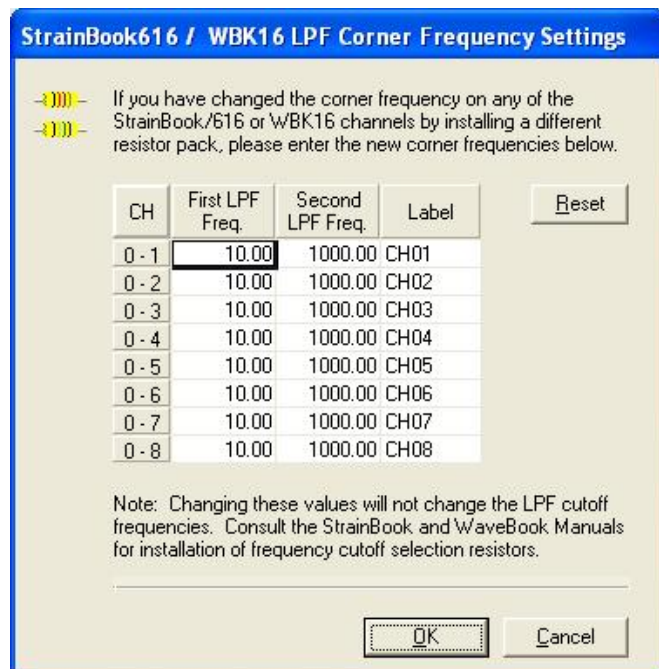 StrainBook616 / WBK16 LPF Corner Frequency Settings
If you have changed the corner frequency on any of the
StrainBook/616 or WBK16 channels by installing a different
resistor pack, please enter the new corner frequencies below.
CH First LPF Freq. Second LPF Freq. Label
Reset
0 - 1 10.00 1000.00 CH01
0 - 2 10.00 1000.00 CH02
0 - 3 10.00 1000.00 CH03
0 - 4 10.00 1000.00 CH04
0 - 5 10.00 1000.00 CH05
0 - 6 10.00 1000.00 CH06
0 - 7 10.00 1000.00 CH07
0 - 8 10.00 1000.00 CH08
Note: Changing these values will not change the LPF cutoff
frequencies. Consult the StrainBook and WaveBook Manuals
for installation of frequency cutoff selection resistors.
OK Cancel